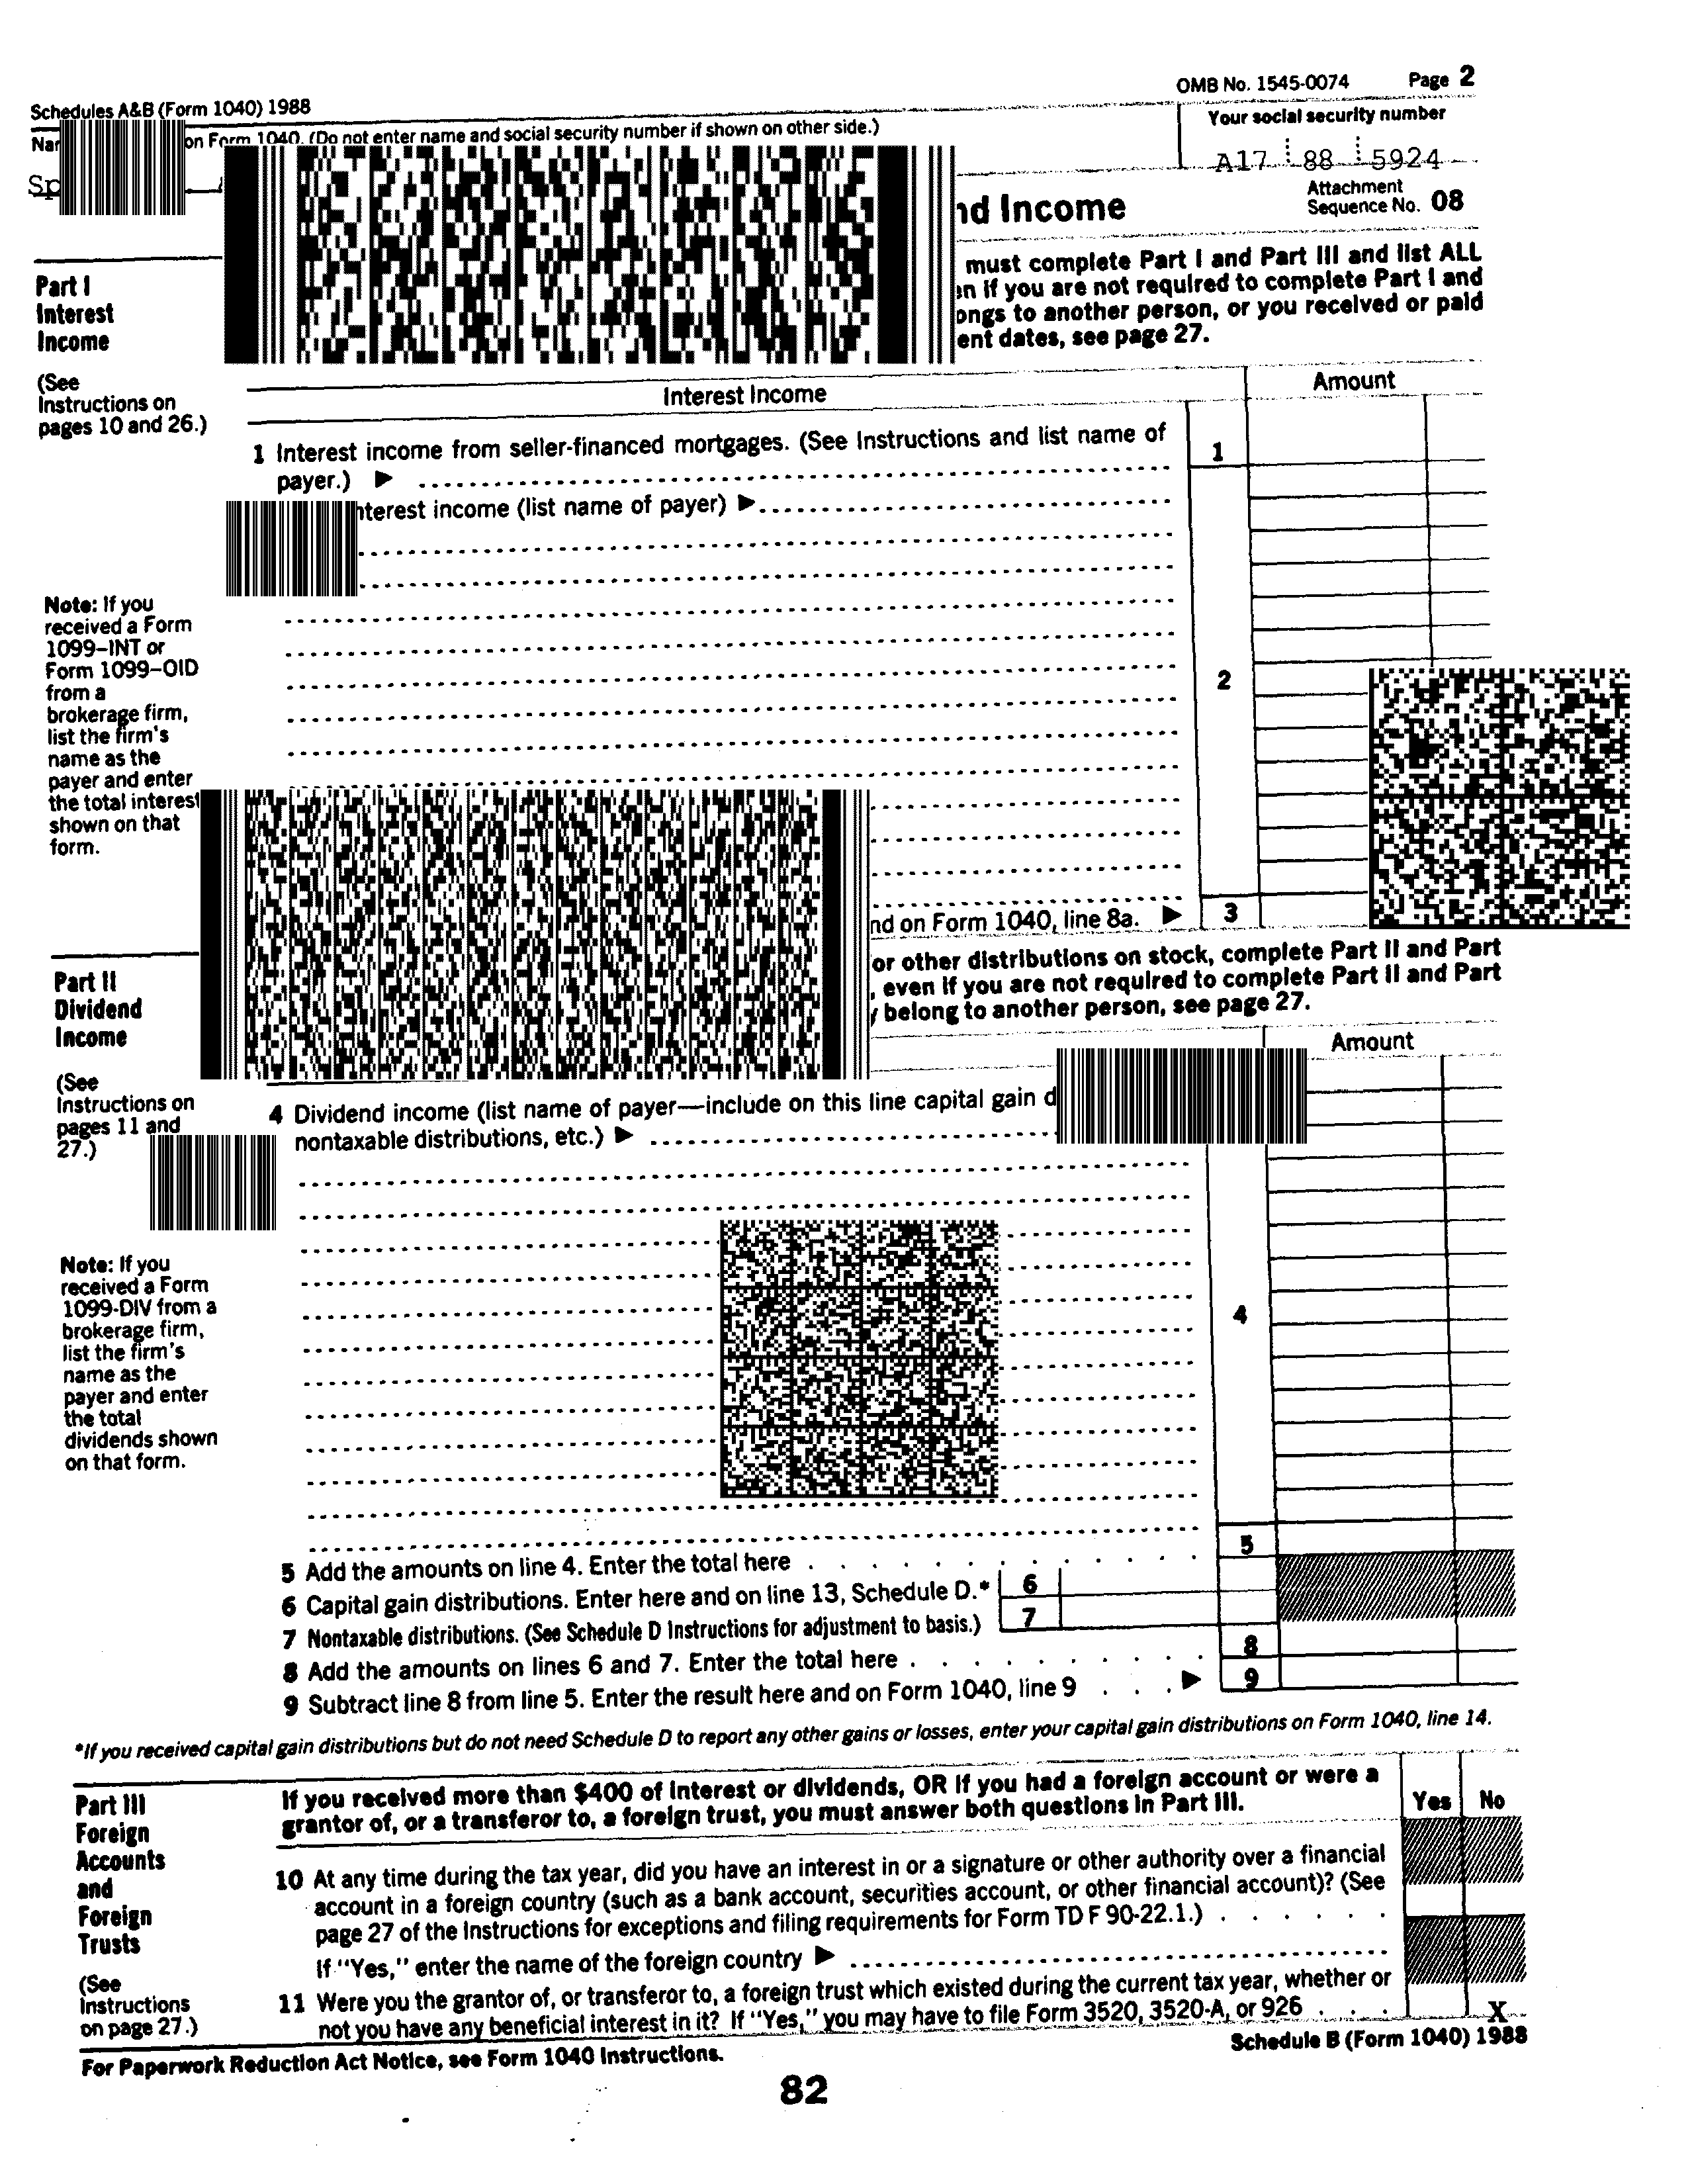 OMB No. 1545-0074 Page 2
Schedules A&B (Form 1040) 1988
on Form 1040. (Do not enter name and social security number if shown on other side.)
Your social security number
A17 88 5924
Attachment
Sequence No. 08
Income
Part I
Interest
Income
(See
Instructions on
pages 10 and 26.)
must complete Part I and Part III and list ALL
if you are not required to complete Part I and
to another person, or you received or paid
dates, see page 27.
Interest Income
Amount
1 Interest income from seller-financed mortgages. (See Instructions and list name of
payer.) ▶
1
income (list name of payer) ▶
Note: If you
received a Form
1099–INT or
Form 1099–OID
from a
brokerage firm,
list the firm's
name as the
payer and enter
the total interest
shown on that
form.
2
on Form 1040, line 8a. ▶
3
Part II
Dividend
Income
(See
Instructions on
pages 11 and
27.)
or other distributions on stock, complete Part II and Part
, even if you are not required to complete Part II and Part
belong to another person, see page 27.
Amount
4 Dividend income (list name of payer—include on this line capital gain
nontaxable distributions, etc.) ▶
Note: If you
received a Form
1099-DIV from a
brokerage firm,
list the firm's
name as the
payer and enter
the total
dividends shown
on that form.
4
5 Add the amounts on line 4. Enter the total here
5
6 Capital gain distributions. Enter here and on line 13, Schedule D.*
6
7 Nontaxable distributions. (See Schedule D Instructions for adjustment to basis.)
7
8 Add the amounts on lines 6 and 7. Enter the total here
8
9 Subtract line 8 from line 5. Enter the result here and on Form 1040, line 9 ▶
9
*If you received capital gain distributions but do not need Schedule D to report any other gains or losses, enter your capital gain distributions on Form 1040, line 14.
Part III
Foreign
Accounts
and
Foreign
Trusts
(See
Instructions
on page 27.)
If you received more than $400 of interest or dividends, OR if you had a foreign account or were a
grantor of, or a transferor to, a foreign trust, you must answer both questions in Part III.
Yes No
10 At any time during the tax year, did you have an interest in or a signature or other authority over a financial
account in a foreign country (such as a bank account, securities account, or other financial account)? (See
page 27 of the Instructions for exceptions and filing requirements for Form TD F 90-22.1.)
If "Yes," enter the name of the foreign country ▶
11 Were you the grantor of, or transferor to, a foreign trust which existed during the current tax year, whether or
not you have any beneficial interest in it? If "Yes," you may have to file Form 3520, 3520-A, or 926
X
For Paperwork Reduction Act Notice, see Form 1040 Instructions.
Schedule B (Form 1040) 1988
82